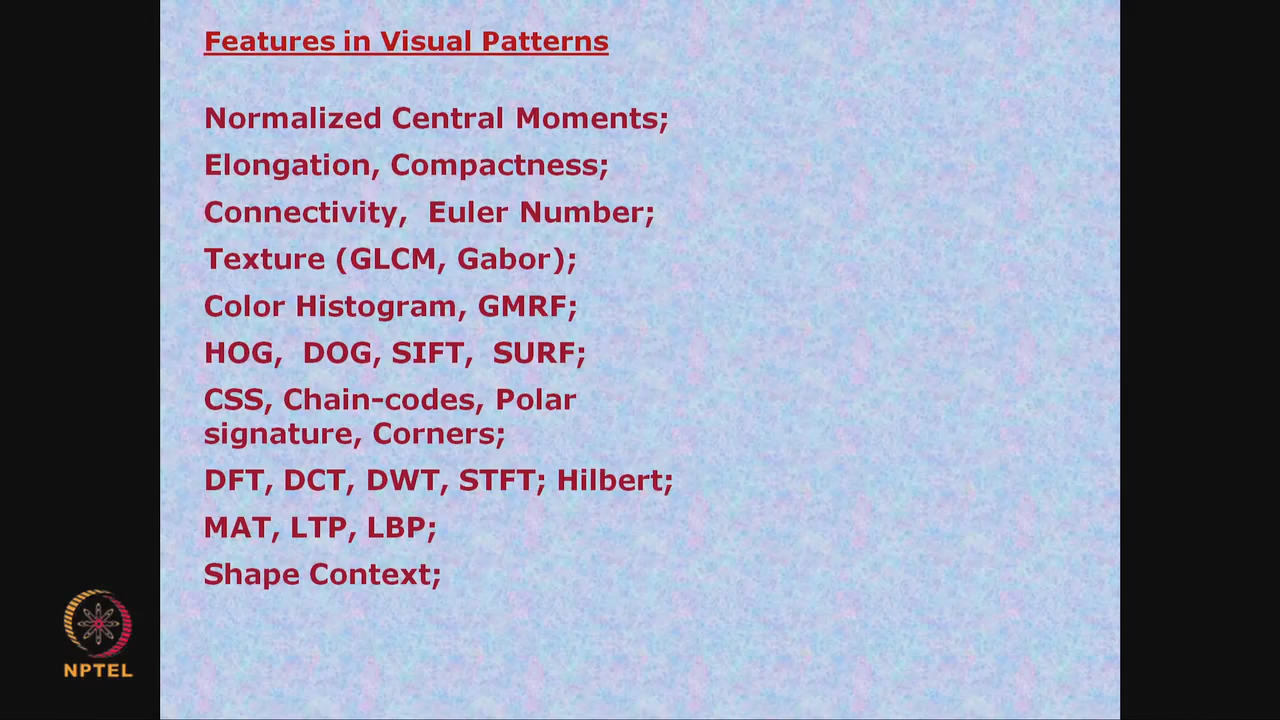 Features in Visual Patterns
Normalized Central Moments;
Elongation, Compactness;
Connectivity, Euler Number;
Texture (GLCM, Gabor);
Color Histogram, GMRF;
HOG, DOG, SIFT, SURF;
CSS, Chain-codes, Polar
signature, Corners;
DFT, DCT, DWT, STFT; Hilbert;
MAT, LTP, LBP;
Shape Context;
NPTEL